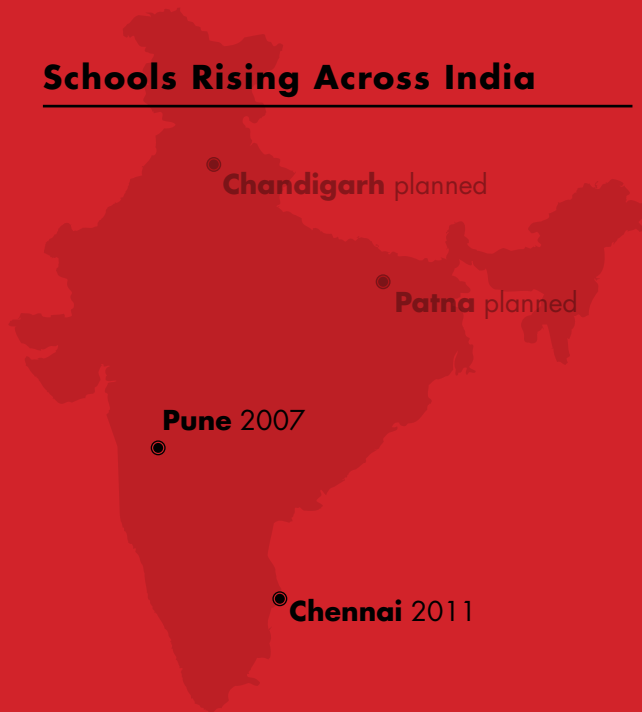 Schools Rising Across India
Chandigarh planned
Patna planned
Pune 2007
Chennai 2011